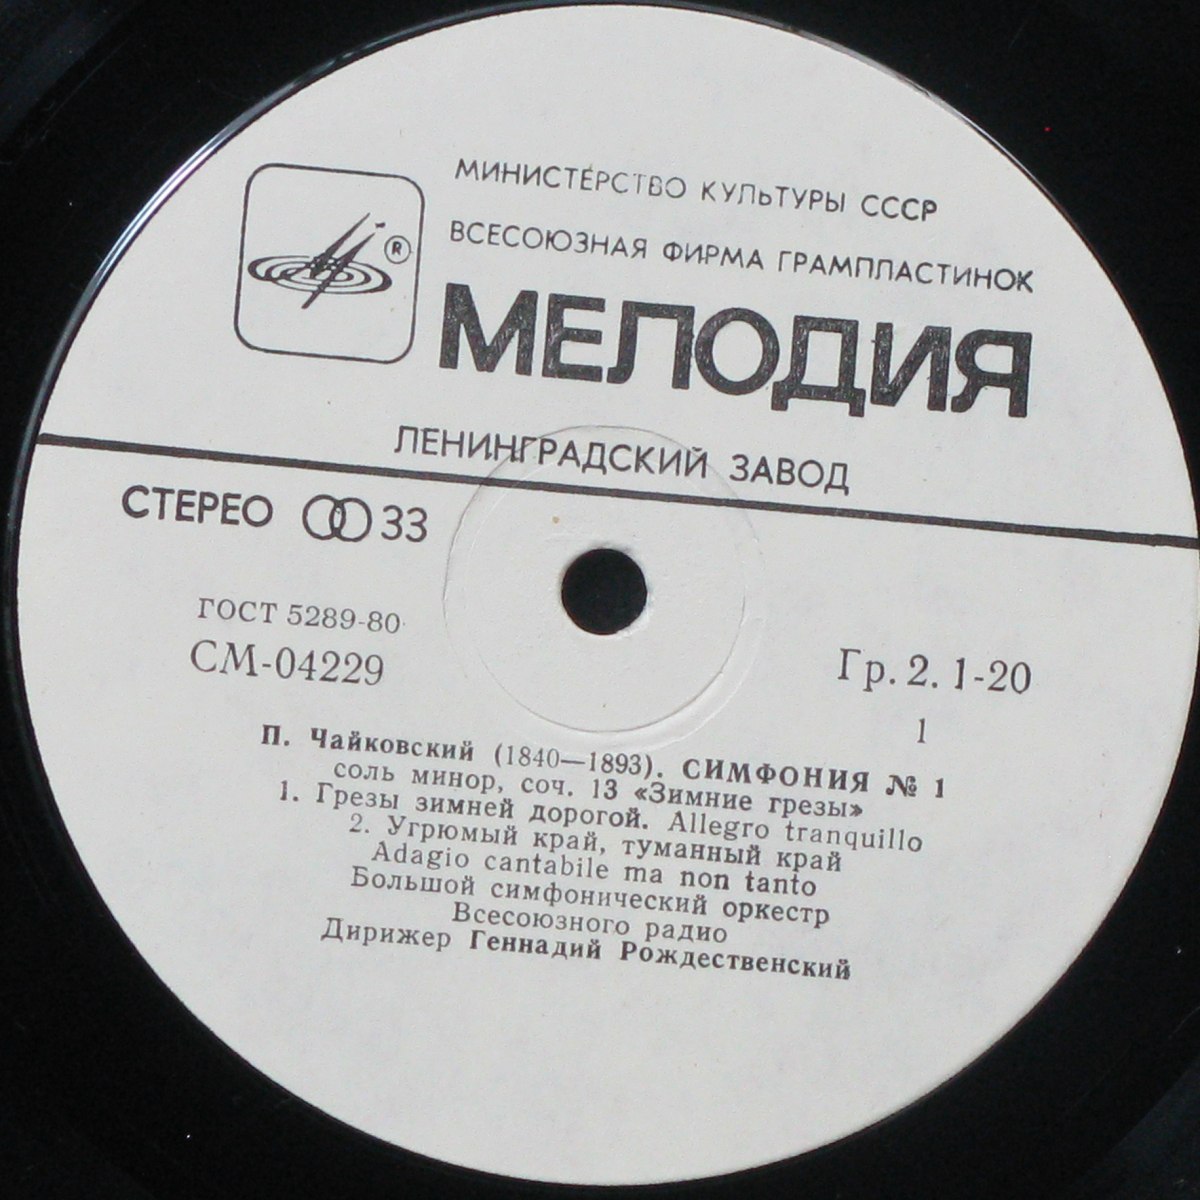 МИНИСТЕРСТВО КУЛЬТУРЫ СССР
ВСЕСОЮЗНАЯ ФИРМА ГРАМПЛАСТИНОК
®
МЕЛОДИЯ
ЛЕНИНГРАДСКИЙ ЗАВОД
СТЕРЕО 33
ГОСТ 5289-80
СМ-04229
Гр. 2. 1-20
1
П. Чайковский (1840—1893). СИМФОНИЯ № 1
соль минор, соч. 13 «Зимние грезы»
1. Грезы зимней дорогой. Allegro tranquillo
2. Угрюмый край, туманный край
Adagio cantabile ma non tanto
Большой симфонический оркестр
Всесоюзного радио
Дирижер Геннадий Рождественский